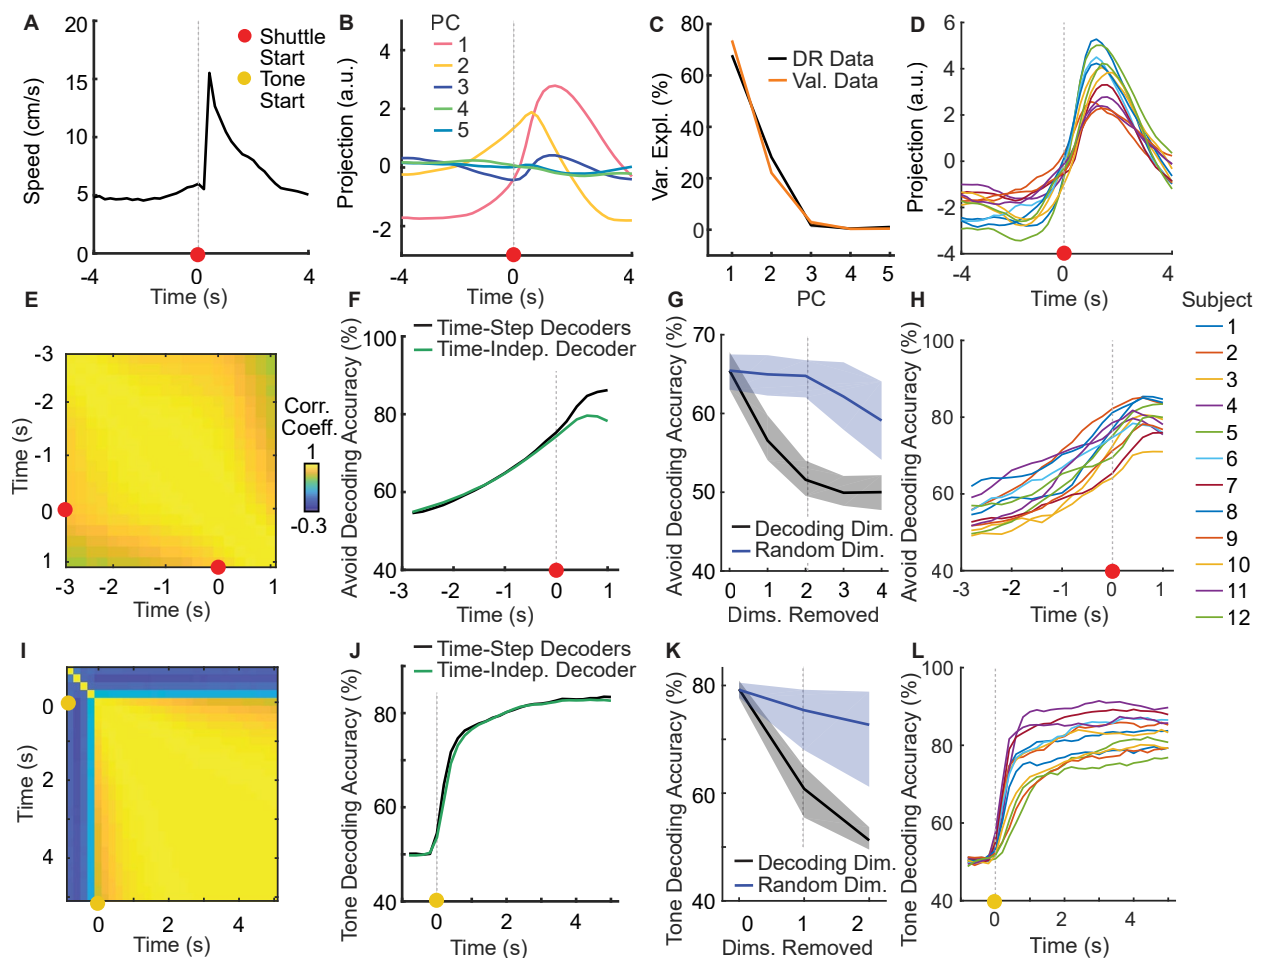 A
Speed (cm/s)
20
15
10
5
0
-4
0
4
Time (s)
Shuttle
Start
Tone
Start
B
Projection (a.u.)
PC
1
2
3
4
5
4
2
0
-2
-4
0
4
Time (s)
C
Var. Expl. (%)
80
60
40
20
0
DR Data
Val. Data
1
2
3
4
5
PC
D
Projection (a.u.)
6
4
2
0
-2
-4
-4
0
4
Time (s)
E
Time (s)
-3
-2
-1
0
1
-3
-2
-1
0
1
Time (s)
Corr.
Coeff.
1
-0.3
F
Avoid Decoding Accuracy (%)
Time-Step Decoders
Time-Indep. Decoder
100
80
60
40
-3
-2
-1
0
1
Time (s)
G
Avoid Decoding Accuracy (%)
70
60
50
40
Decoding Dim.
Random Dim.
0
1
2
3
4
Dims. Removed
H
Avoid Decoding Accuracy (%)
100
80
60
40
-3
-2
-1
0
1
Time (s)
Subject
1
2
3
4
5
6
7
8
9
10
11
12
I
Time (s)
0
2
4
0
2
4
Time (s)
J
Tone Decoding Accuracy (%)
Time-Step Decoders
Time-Indep. Decoder
80
60
40
0
2
4
Time (s)
K
Tone Decoding Accuracy (%)
80
60
40
Decoding Dim.
Random Dim.
0
1
2
Dims. Removed
L
Tone Decoding Accuracy (%)
100
80
60
40
0
2
4
Time (s)